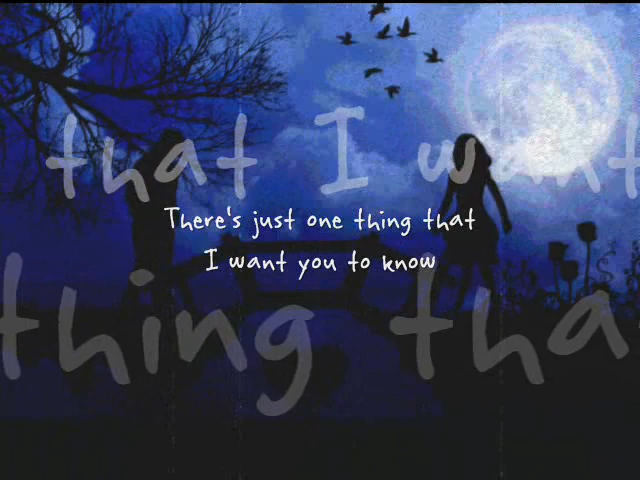 that I want
There's just one thing that
I want you to know
thing tha